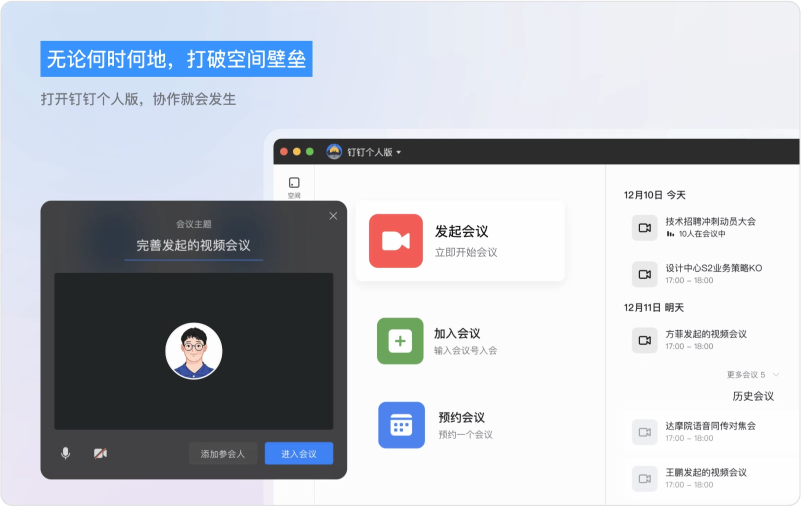 无论何时何地，打破空间壁垒
打开钉钉个人版，协作就会发生
钉钉个人版
空间
会议主题
完善发起的视频会议
添加参会人
进入会议
发起会议
立即开始会议
加入会议
输入会议号入会
预约会议
预约一个会议
12月10日 今天
技术招聘冲刺动员大会
10人在会议中
设计中心S2业务策略KO
17:00 – 18:00
12月11日 明天
方菲发起的视频会议
17:00 – 18:00
更多会议 5
历史会议
达摩院语音同传对焦会
17:00 – 18:00
王鹏发起的视频会议
17:00 – 18:00